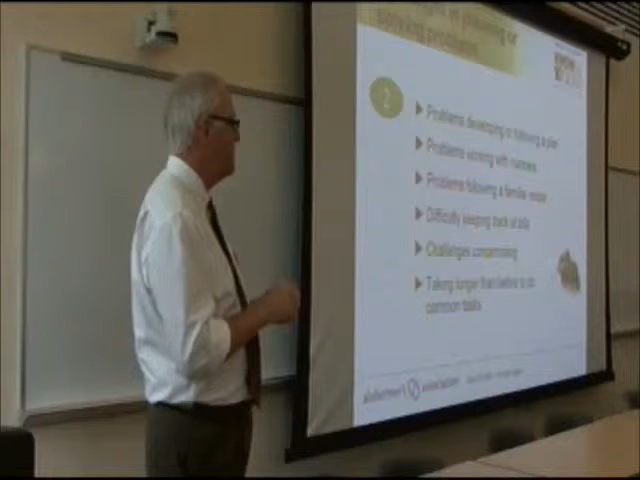 solving problems
2
Problems developing or following a plan
Problems working with numbers
Problems following a familiar recipe
Difficulty keeping track of bills
Challenges concentrating
Taking longer than before to do
common tasks
alzheimer's association